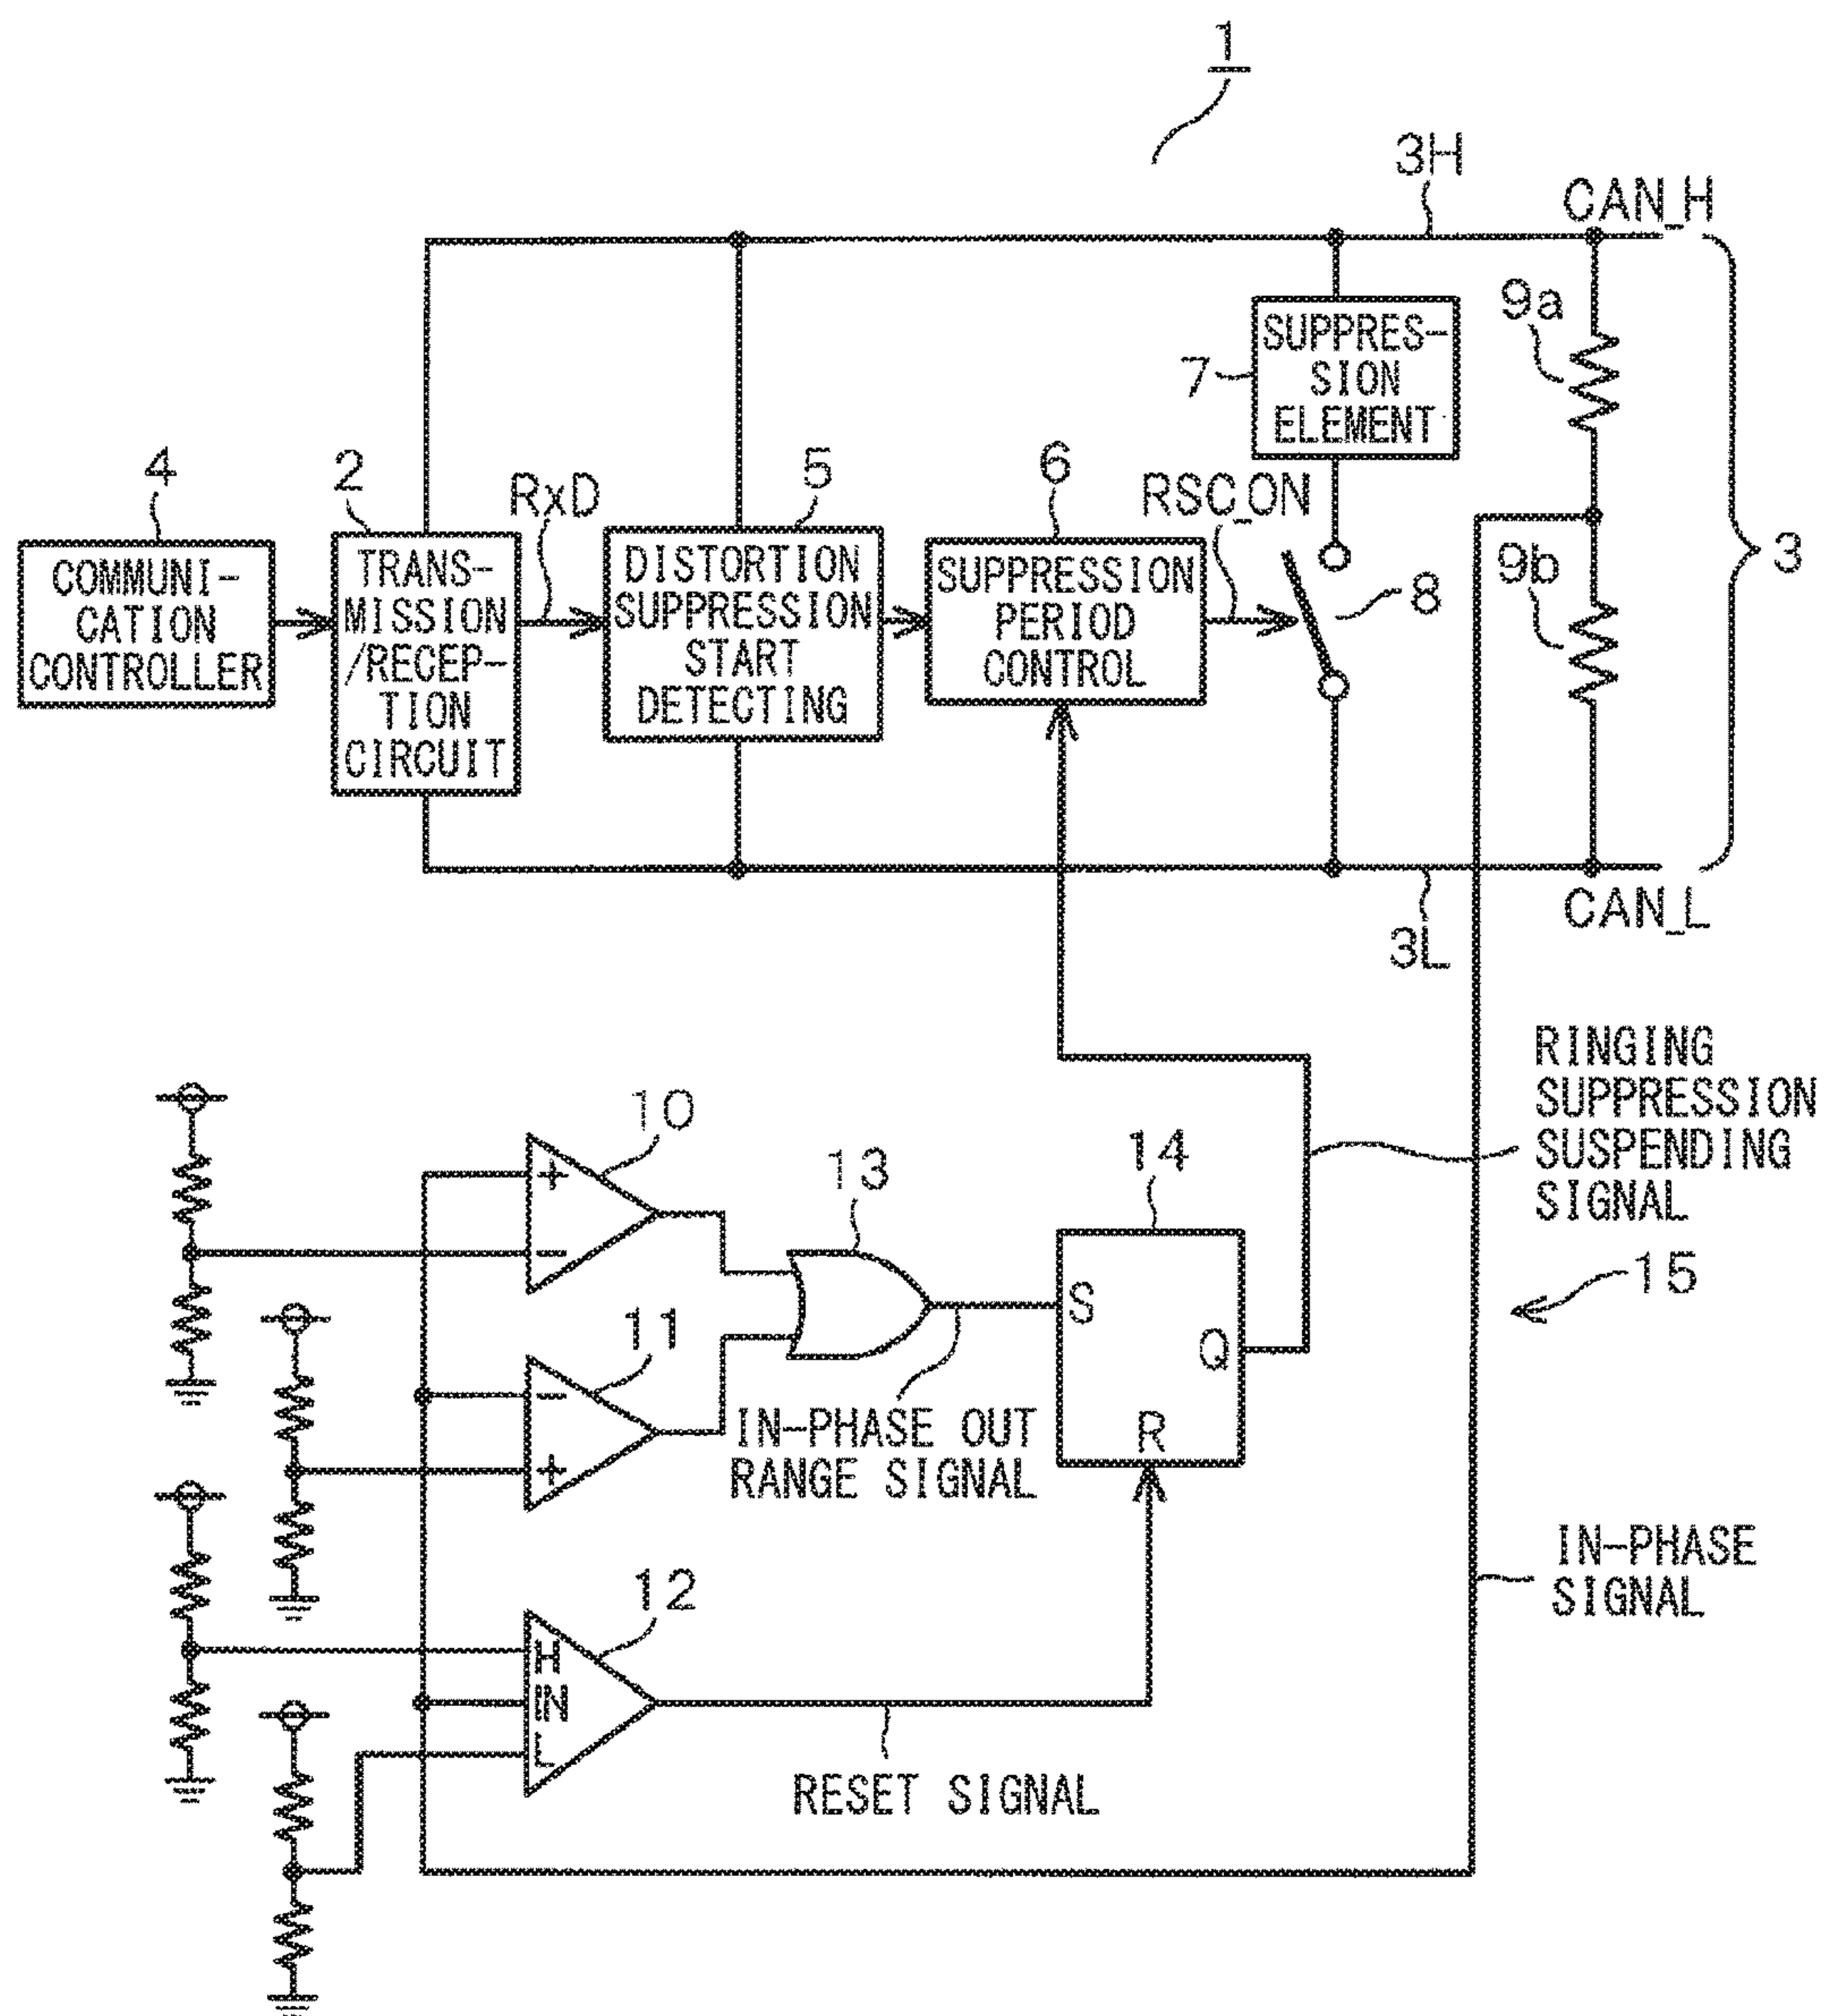 1
3H
CAN_H
9a
SUPPRES-
SION
ELEMENT
7
4
2
RxD
5
6
RSC_ON
COMMUNI-
CATION
CONTROLLER
TRANS-
MISSION
/RECEP-
TION
CIRCUIT
DISTORTION
SUPPRESSION
START
DETECTING
SUPPRESSION
PERIOD
CONTROL
8
9b
3
3L
CAN_L
RINGING
SUPPRESSION
SUSPENDING
SIGNAL
10
+
−
13
14
15
11
−
+
S
Q
R
IN-PHASE OUT
RANGE SIGNAL
12
H
IN
L
IN-PHASE
SIGNAL
RESET SIGNAL